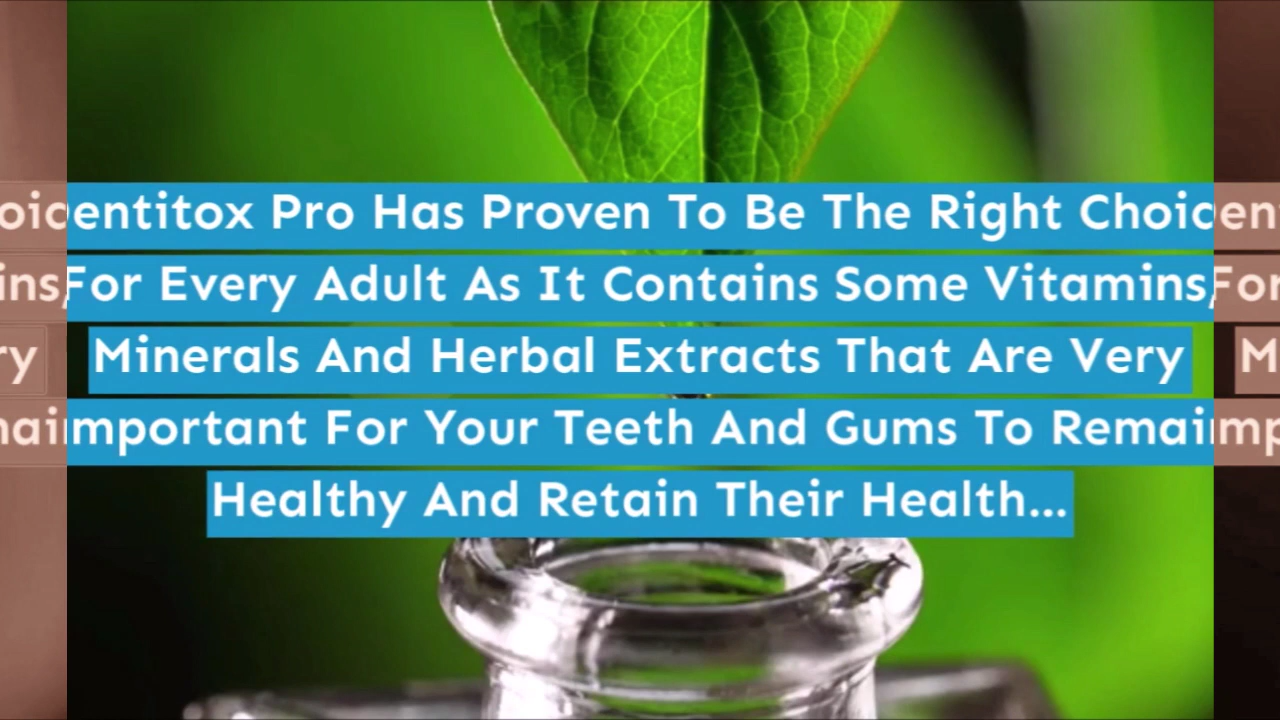 entitox Pro Has Proven To Be The Right Choic
For Every Adult As It Contains Some Vitamins,
Minerals And Herbal Extracts That Are Very
important For Your Teeth And Gums To Remai
Healthy And Retain Their Health...